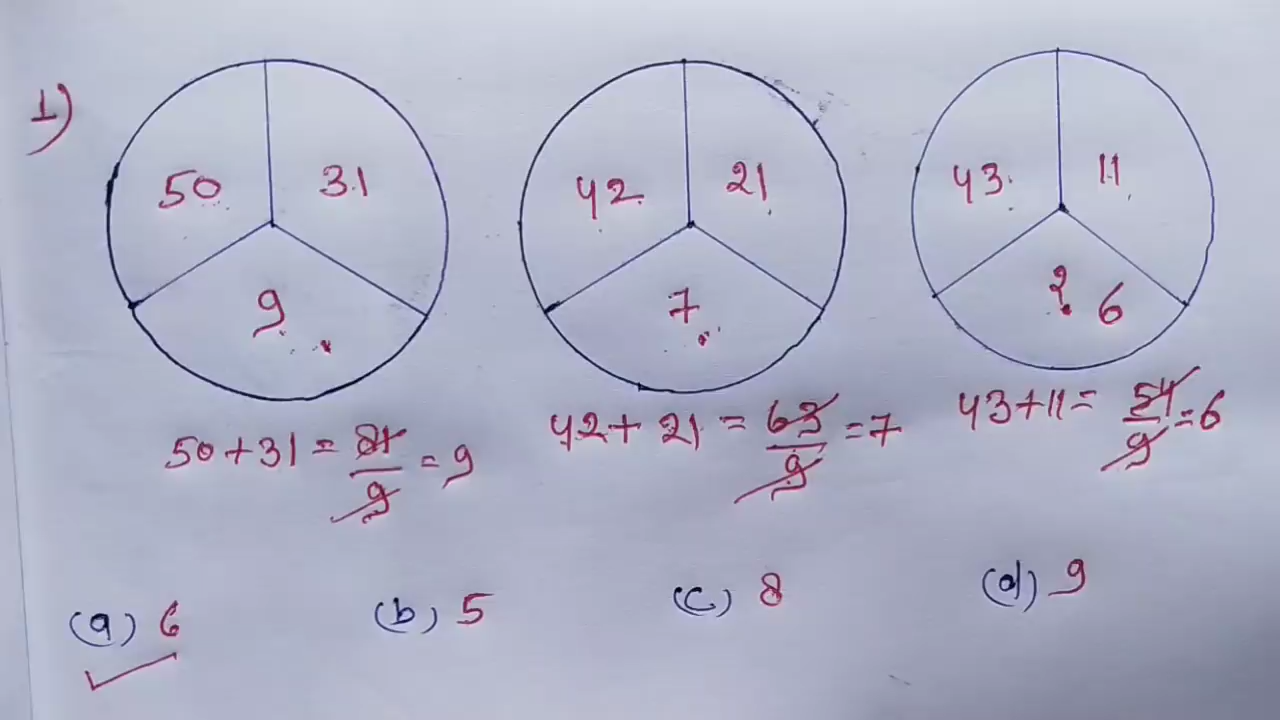 1)
50 31 42 21 43 11
9 7 ? 6
50+31 = 81/9 = 9 42+21 = 63/9 = 7 43+11 = 54/9 = 6
(a) 6 (b) 5 (c) 8 (d) 9